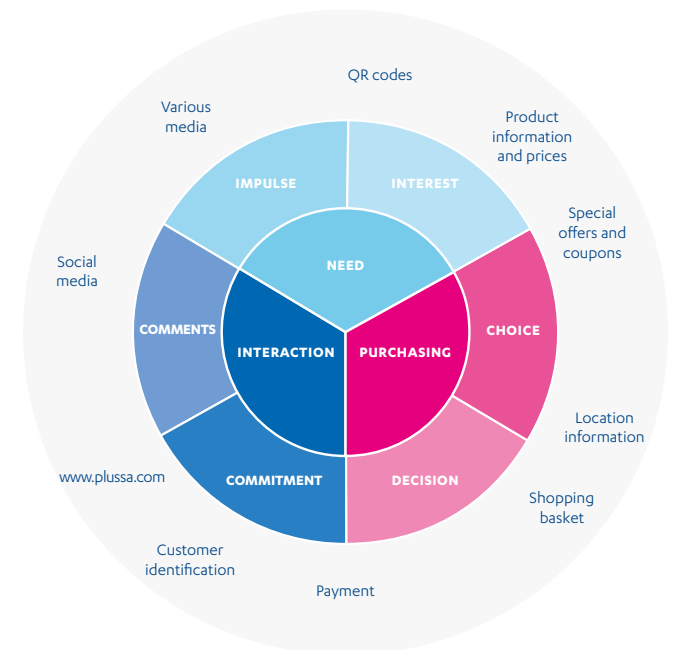 QR codes
Various
media
Product
information
and prices
IMPULSE
INTEREST
Special
offers and
coupons
NEED
Social
media
COMMENTS
INTERACTION
PURCHASING
CHOICE
Location
information
www.plussa.com
COMMITMENT
DECISION
Shopping
basket
Customer
identification
Payment